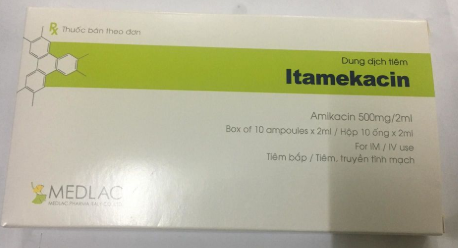 Rx Thuốc bán theo đơn
Dung dịch tiêm
Itamekacin
Amikacin 500mg/2ml
Box of 10 ampoules x 2ml / Hộp 10 ống x 2ml
For IM / IV use
Tiêm bắp / Tiêm, truyền tĩnh mạch
MEDLAC